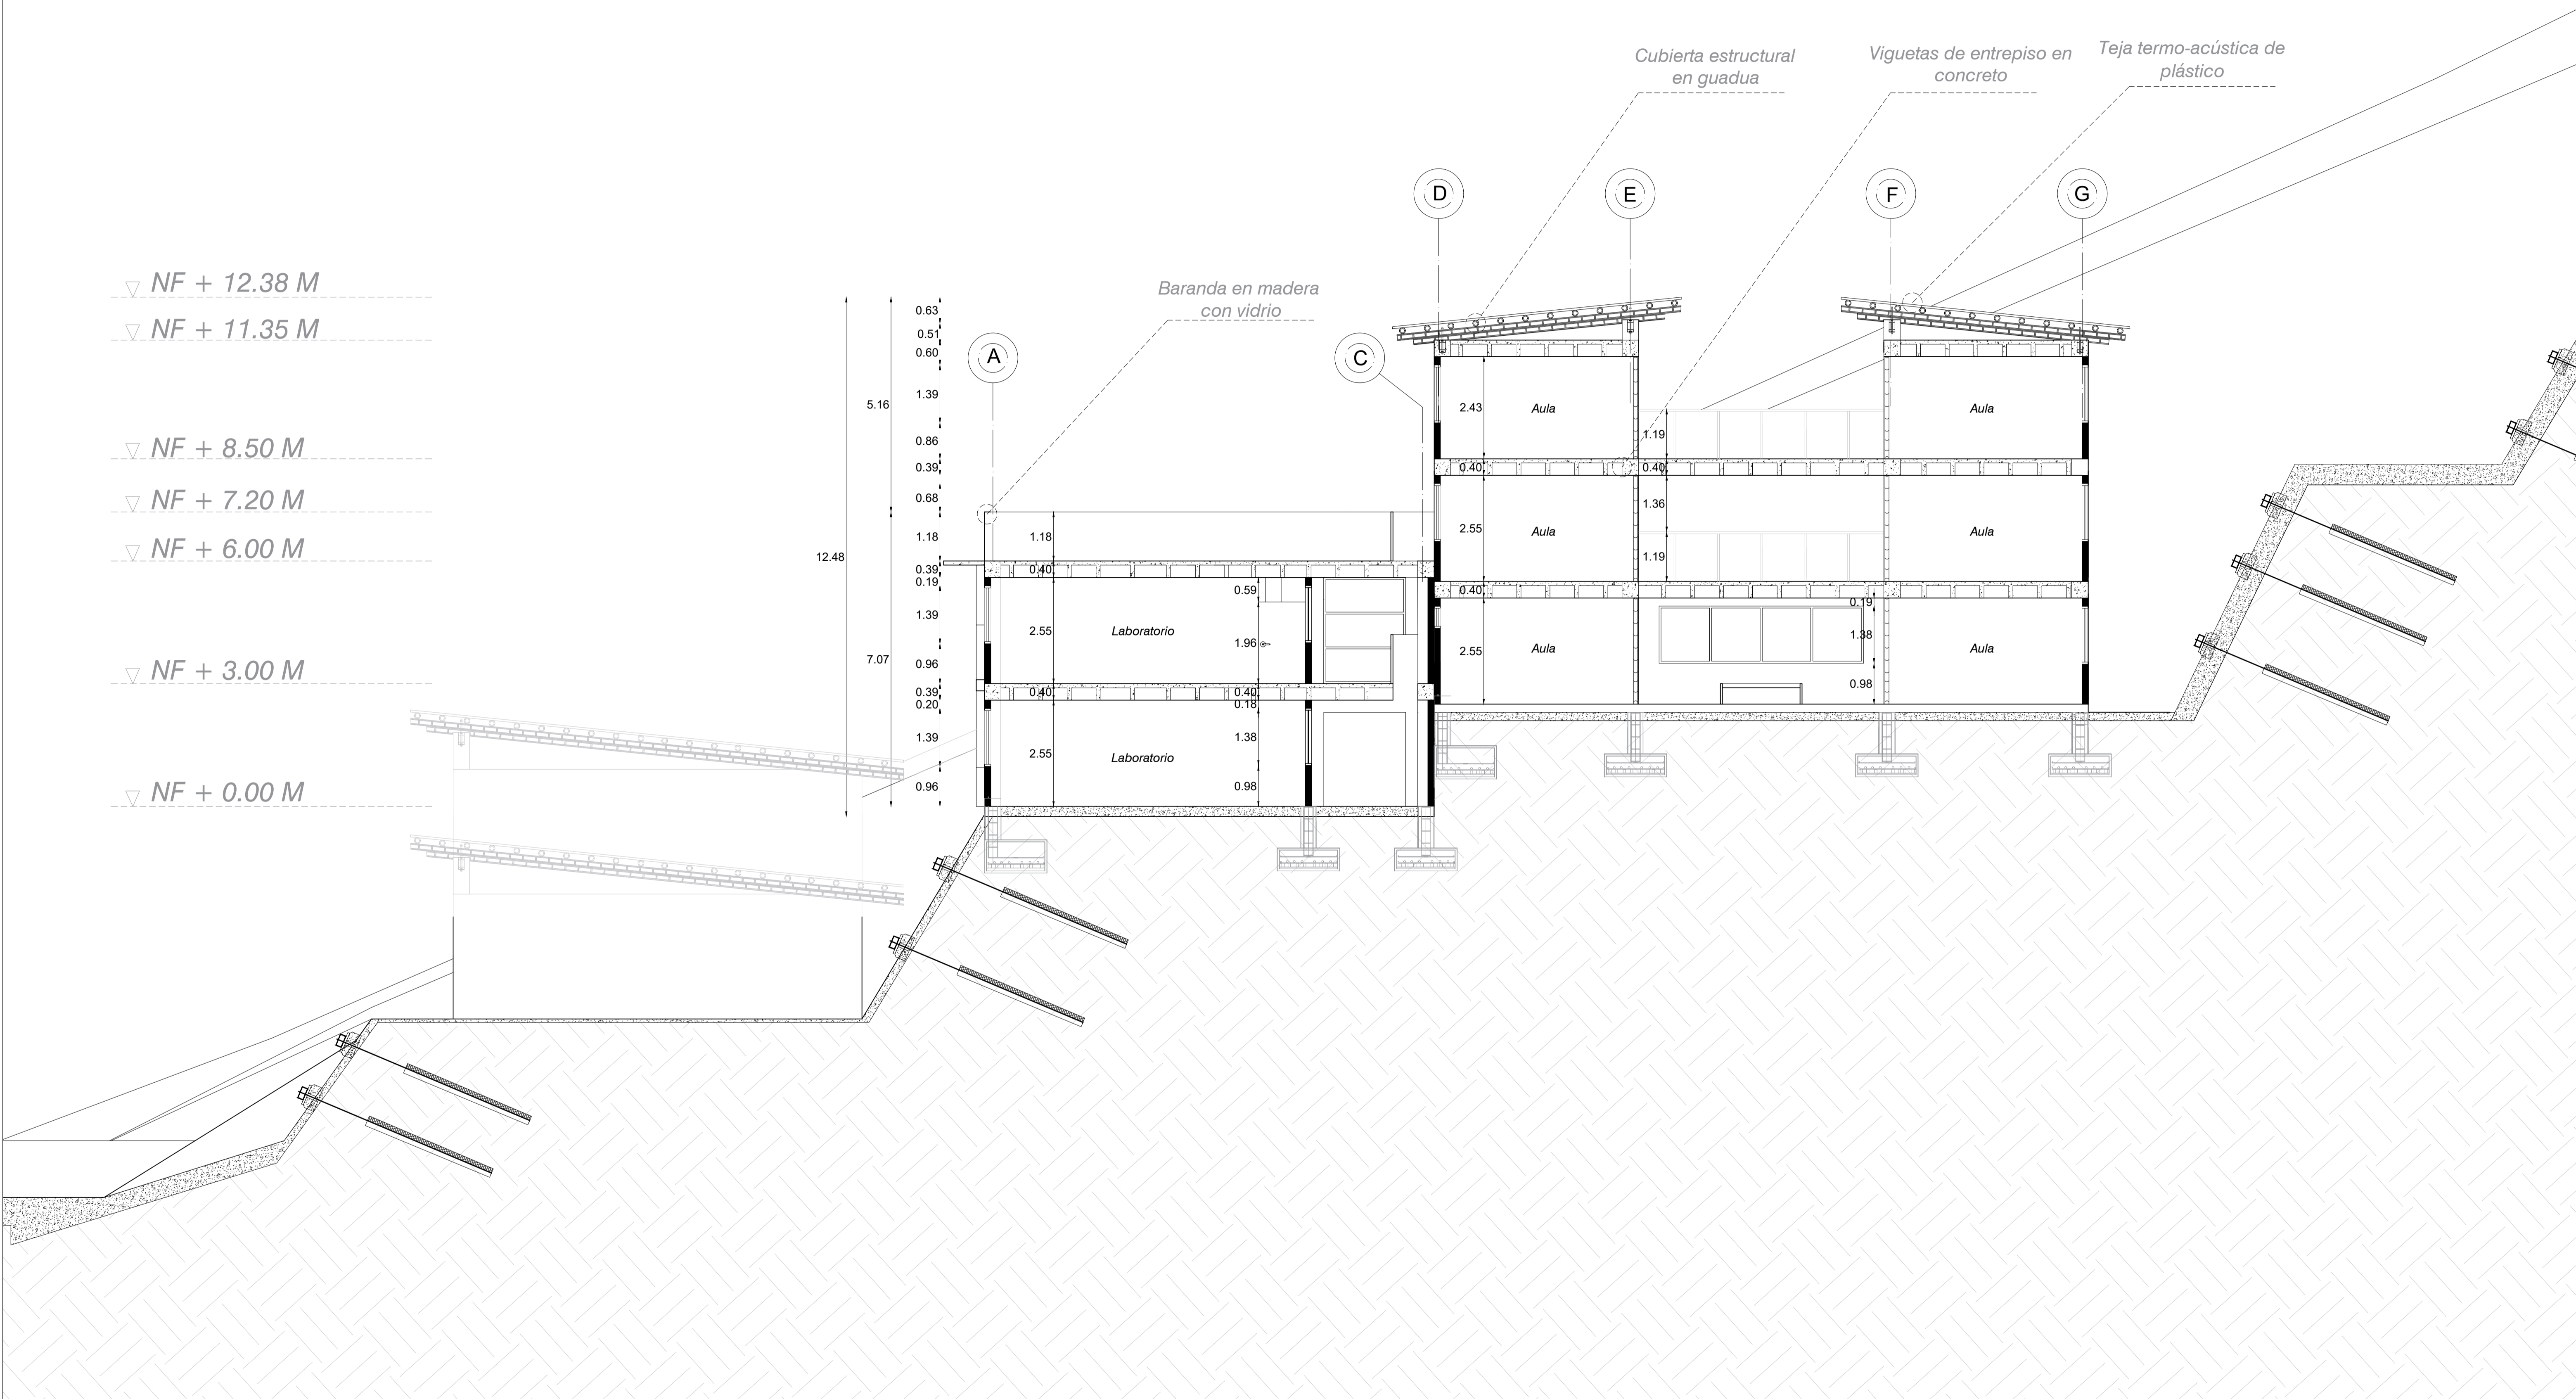 Cubierta estructural
en guadua
Viguetas de entrepiso en
concreto
Teja termo-acústica de
plástico
D
E
F
G
NF + 12.38 M
NF + 11.35 M
NF + 8.50 M
NF + 7.20 M
NF + 6.00 M
NF + 3.00 M
NF + 0.00 M
Baranda en madera
con vidrio
A
C
12.48
5.16
7.07
0.63
0.51
0.60
1.39
0.86
0.39
0.68
1.18
0.39
0.19
1.39
0.96
0.39
0.20
1.39
0.96
1.18
0.40
2.55
Laboratorio
0.40
2.55
Laboratorio
0.59
1.96
0.40
0.18
1.38
0.98
2.43
Aula
0.40
2.55
Aula
0.40
2.55
Aula
1.19
0.40
1.36
1.19
0.19
1.38
0.98
Aula
Aula
Aula